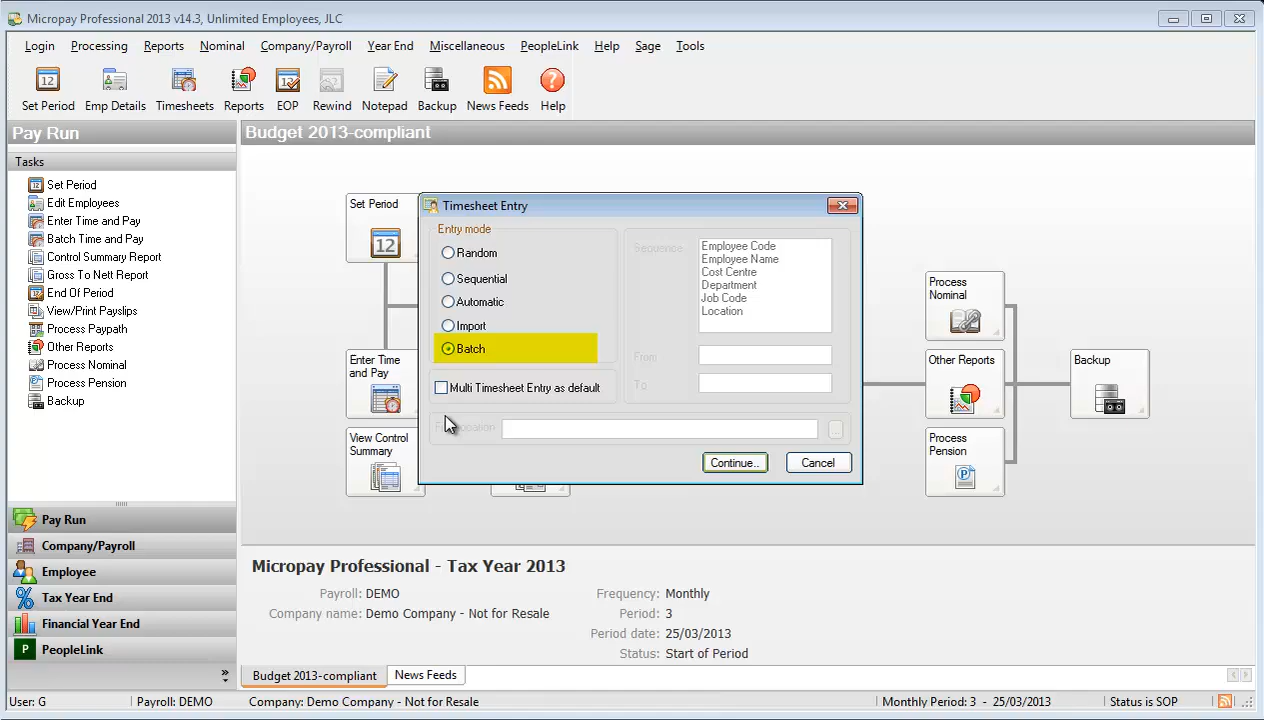 Micropay Professional 2013 v14.3, Unlimited Employees, JLC
Login Processing Reports Nominal Company/Payroll Year End Miscellaneous PeopleLink Help Sage Tools
12 12
Set Period Emp Details Timesheets Reports EOP Rewind Notepad Backup News Feeds Help
Pay Run
Budget 2013-compliant
Tasks
Set Period
Edit Employees
Enter Time and Pay
Batch Time and Pay
Control Summary Report
Gross To Nett Report
End Of Period
View/Print Payslips
Process Paypath
Other Reports
Process Nominal
Process Pension
Backup
Pay Run
Company/Payroll
Employee
Tax Year End
Financial Year End
P PeopleLink
Set Period
12
Enter Time
and Pay
View Control
Summary
Timesheet Entry
Entry mode
Random
Sequential
Automatic
Import
Batch
Multi Timesheet Entry as default
Sequence
Employee Code
Employee Name
Cost Centre
Department
Job Code
Location
From
To
...
Continue..
Cancel
Process
Nominal
Other Reports
Process
Pension
P
Backup
Micropay Professional - Tax Year 2013
Payroll: DEMO
Company name: Demo Company - Not for Resale
Frequency: Monthly
Period: 3
Period date: 25/03/2013
Status: Start of Period
Budget 2013-compliant News Feeds
User: G Payroll: DEMO Company: Demo Company - Not for Resale Monthly Period: 3 - 25/03/2013 Status is SOP